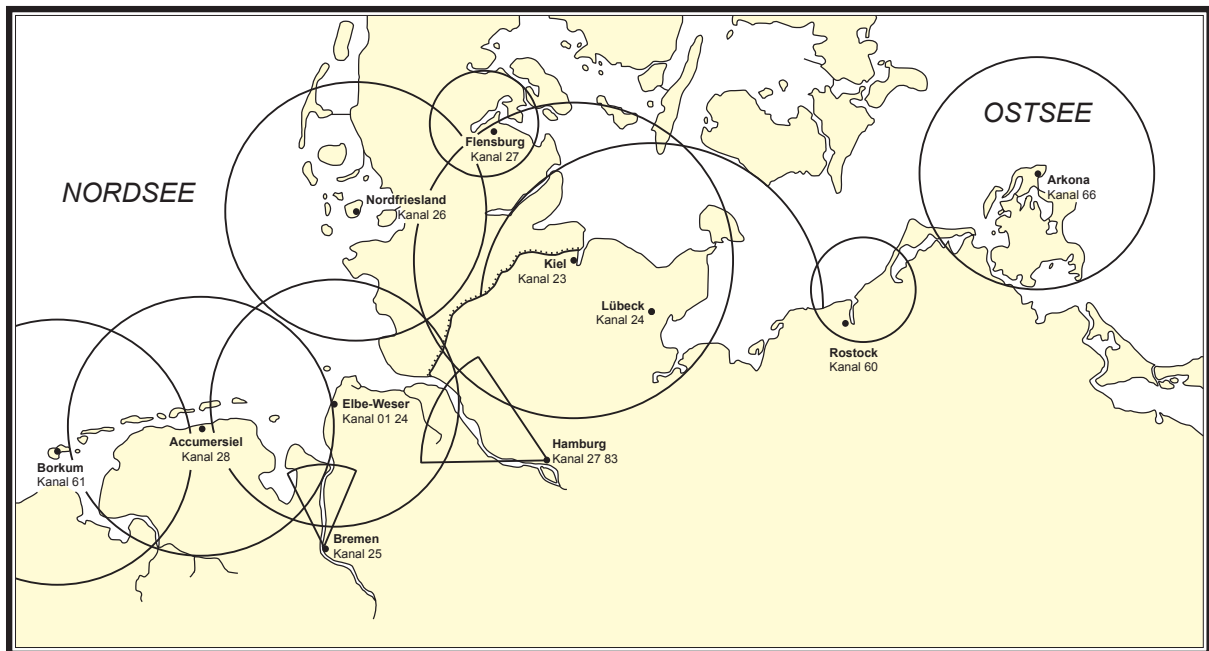 OSTSEE
NORDSEE
Flensburg
Kanal 27
Arkona
Kanal 66
Nordfriesland
Kanal 26
Kiel
Kanal 23
Lübeck
Kanal 24
Rostock
Kanal 60
Elbe-Weser
Kanal 01 24
Accumersiel
Kanal 28
Hamburg
Kanal 27 83
Borkum
Kanal 61
Bremen
Kanal 25